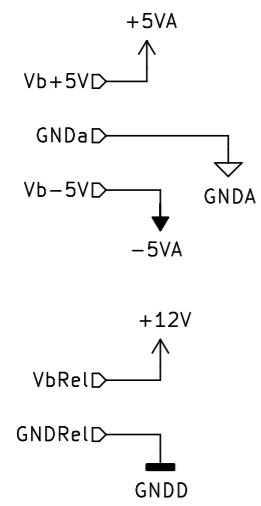 +5VA
Vb+5V
GNDa
Vb-5V
GNDA
-5VA
+12V
VbRel
GNDRel
GNDD